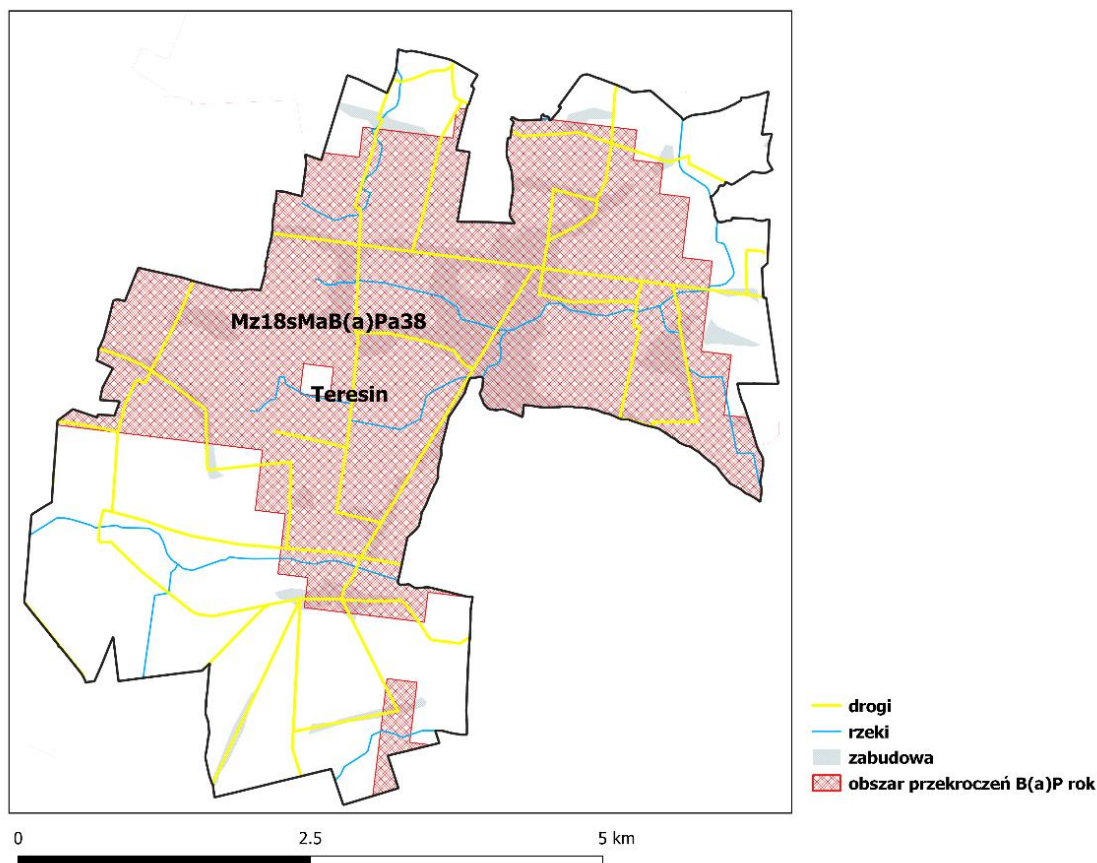 Mz18sMaB(a)Pa38
Teresin
drogi
rzeki
zabudowa
obszar przekroczeń B(a)P rok
0 2.5 5 km